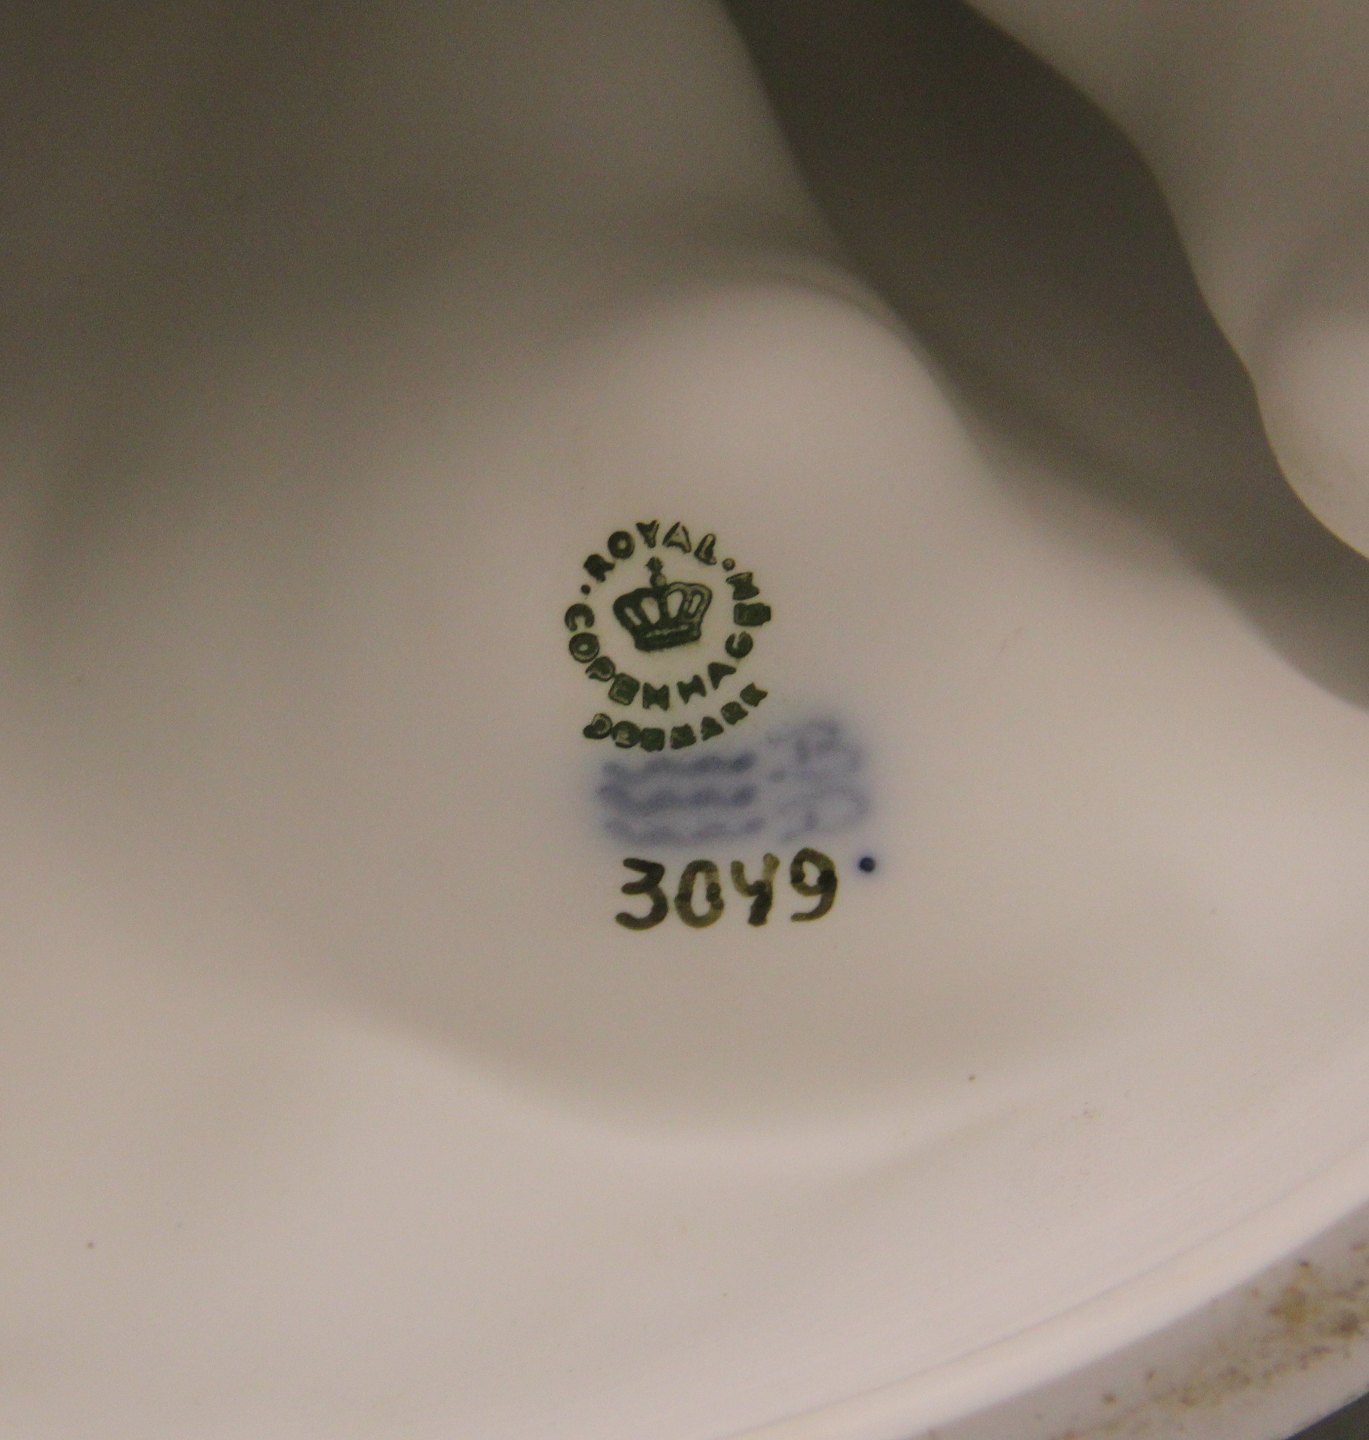 ROYAL · COPENHAGEN ·
DENMARK
3049